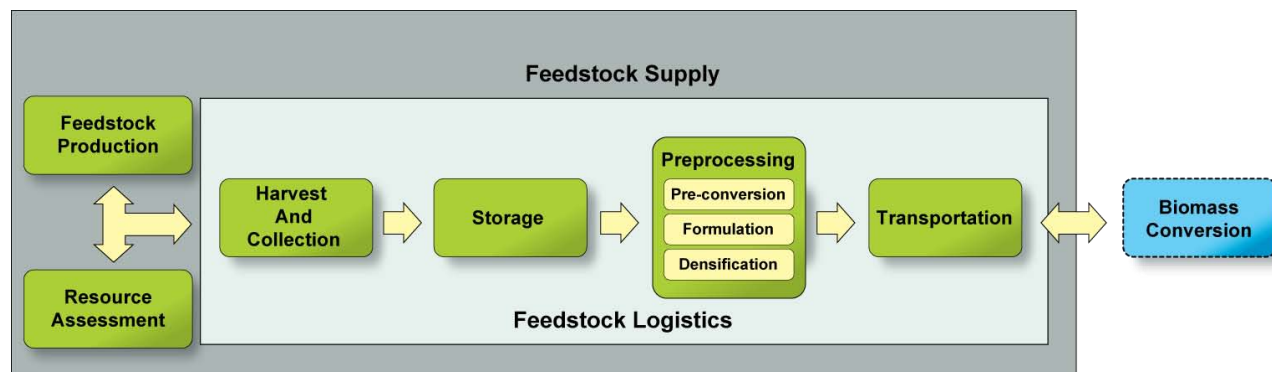 Feedstock Supply
Feedstock
Production
Resource
Assessment
Harvest
And
Collection
Storage
Preprocessing
Pre-conversion
Formulation
Densification
Transportation
Feedstock Logistics
Biomass
Conversion